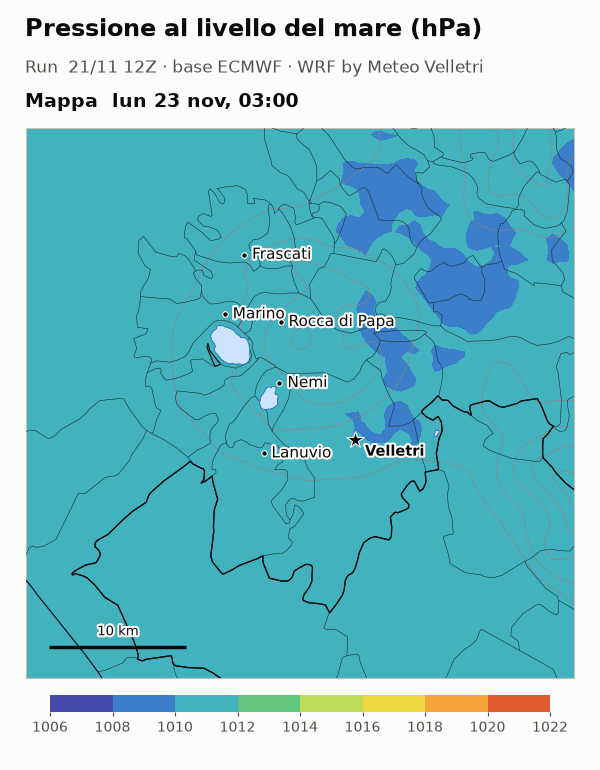 Pressione al livello del mare (hPa)
Run  21/11 12Z · base ECMWF · WRF by Meteo Velletri
Mappa  lun 23 nov, 03:00
Frascati
Marino
Rocca di Papa
Nemi
Velletri
Lanuvio
10 km
1006 1008 1010 1012 1014 1016 1018 1020 1022